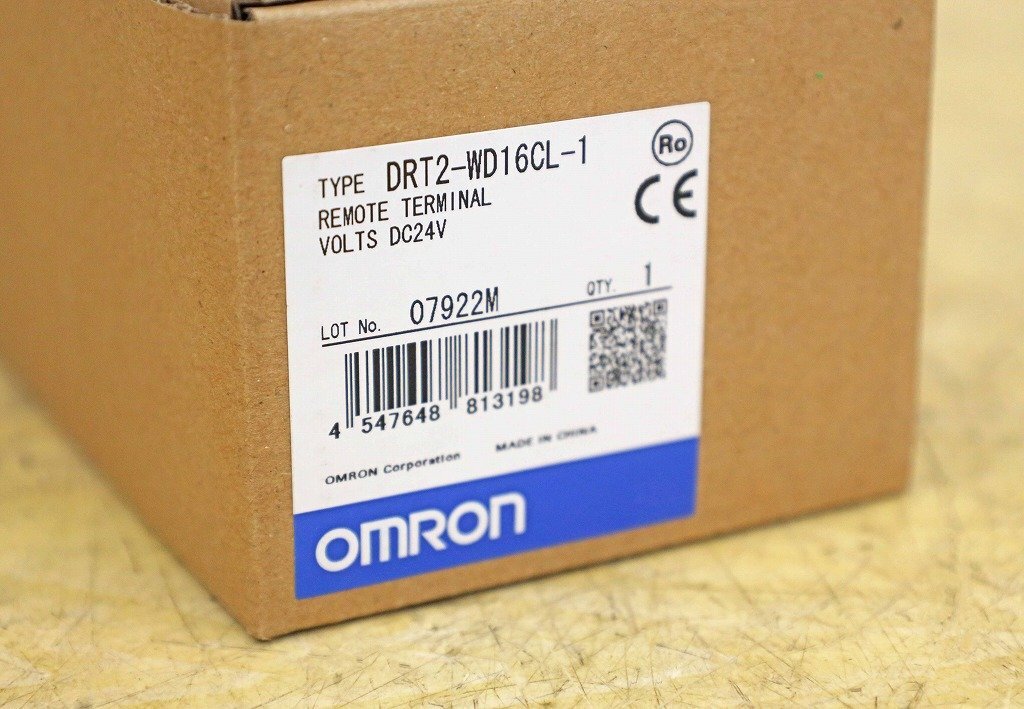 TYPE DRT2-WD16CL-1
Ro
REMOTE TERMINAL
CE
VOLTS DC24V
LOT No. 07922M
QTY. 1
4 547648 813198
OMRON Corporation
MADE IN CHINA
OMRON